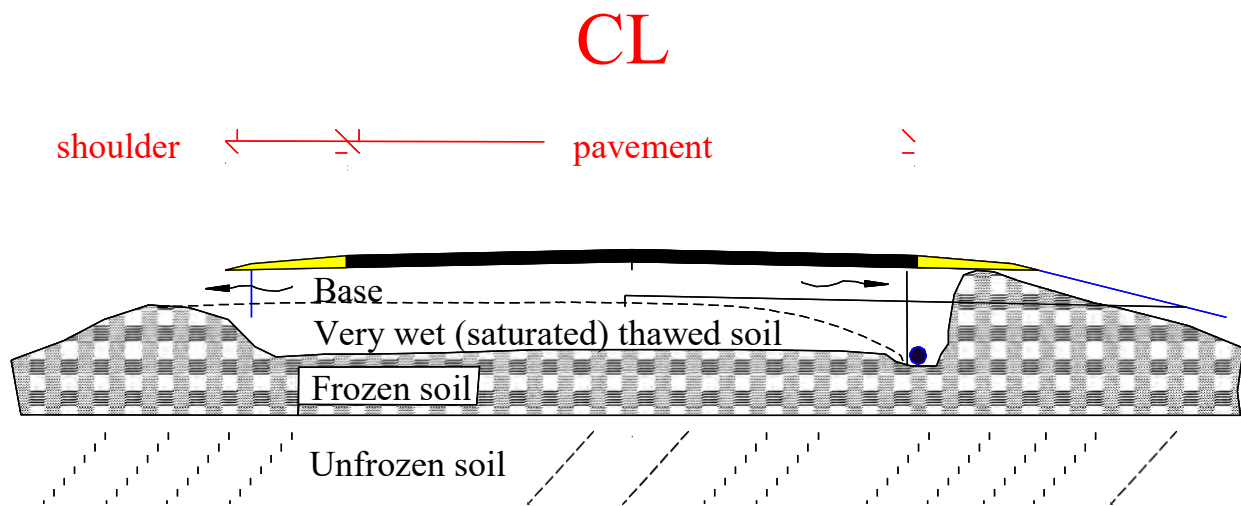 CL
shoulder
pavement
Base
Very wet (saturated) thawed soil
Frozen soil
Unfrozen soil